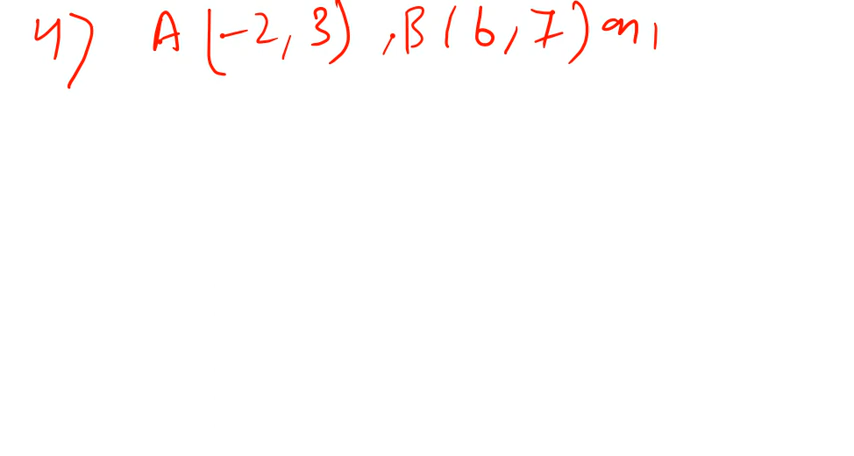 4) A (-2, 3), B (6, 7)